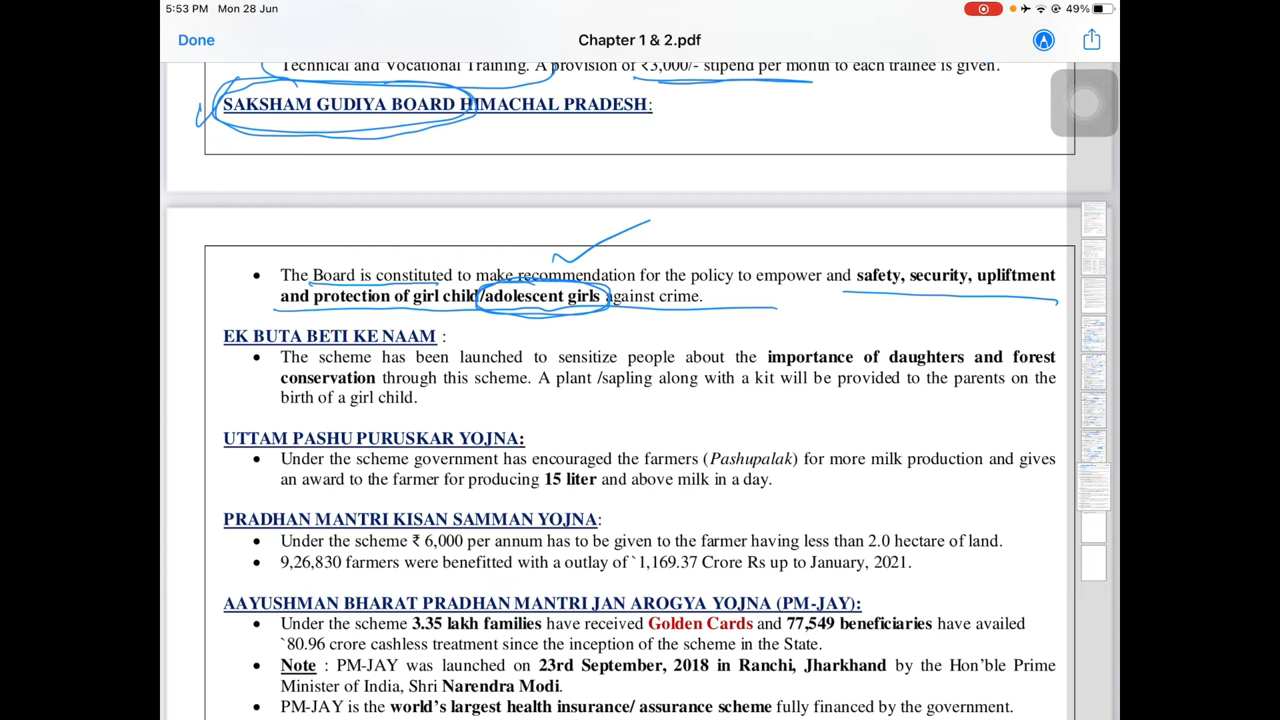 5:53 PM Mon 28 Jun 49%
Done Chapter 1 & 2.pdf
Technical and Vocational Training. A provision of ₹3,000/- stipend per month to each trainee is given.
SAKSHAM GUDIYA BOARD HIMACHAL PRADESH:
• The Board is constituted to make recommendation for the policy to empower and safety, security, upliftment
and protection of girl child/adolescent girls against crime.
EK BUTA BETI KE NAAM :
• The scheme has been launched to sensitize people about the importance of daughters and forest
conservation through this scheme. A plant /sapling along with a kit will be provided to the parents on the
birth of a girl child.
UTTAM PASHU PURUSKAR YOJNA:
• Under the scheme government has encouraged the farmers (Pashupalak) for more milk production and gives
an award to the farmer for producing 15 liter and above milk in a day.
PRADHAN MANTRI KISAN SAMMAN YOJNA:
• Under the scheme ₹ 6,000 per annum has to be given to the farmer having less than 2.0 hectare of land.
• 9,26,830 farmers were benefitted with a outlay of `1,169.37 Crore Rs up to January, 2021.
AAYUSHMAN BHARAT PRADHAN MANTRI JAN AROGYA YOJNA (PM-JAY):
• Under the scheme 3.35 lakh families have received Golden Cards and 77,549 beneficiaries have availed
`80.96 crore cashless treatment since the inception of the scheme in the State.
• Note : PM-JAY was launched on 23rd September, 2018 in Ranchi, Jharkhand by the Hon’ble Prime
Minister of India, Shri Narendra Modi.
• PM-JAY is the world’s largest health insurance/ assurance scheme fully financed by the government.